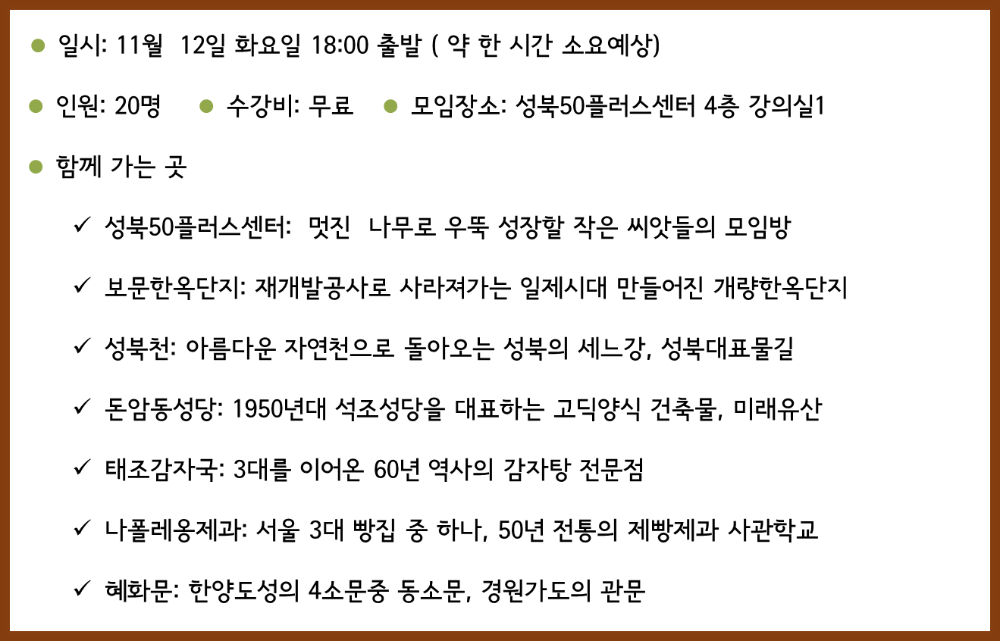 ● 일시: 11월 12일 화요일 18:00 출발 ( 약 한 시간 소요예상)
● 인원: 20명 ● 수강비: 무료 ● 모임장소: 성북50플러스센터 4층 강의실1
● 함께 가는 곳
✓ 성북50플러스센터: 멋진 나무로 우뚝 성장할 작은 씨앗들의 모임방
✓ 보문한옥단지: 재개발공사로 사라져가는 일제시대 만들어진 개량한옥단지
✓ 성북천: 아름다운 자연천으로 돌아오는 성북의 세느강, 성북대표물길
✓ 돈암동성당: 1950년대 석조성당을 대표하는 고딕양식 건축물, 미래유산
✓ 태조감자국: 3대를 이어온 60년 역사의 감자탕 전문점
✓ 나폴레옹제과: 서울 3대 빵집 중 하나, 50년 전통의 제빵제과 사관학교
✓ 혜화문: 한양도성의 4소문중 동소문, 경원가도의 관문